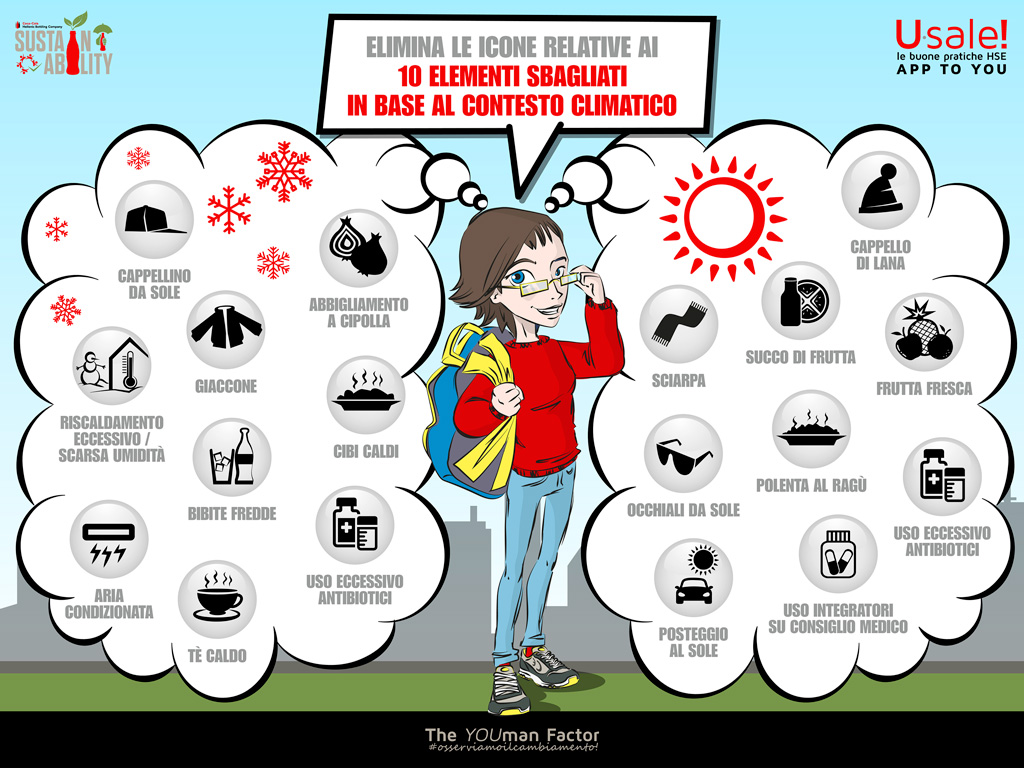 Coca-Cola
Hellenic Bottling Company
SUSTAIN
ABILITY
ELIMINA LE ICONE RELATIVE AI
10 ELEMENTI SBAGLIATI
IN BASE AL CONTESTO CLIMATICO
U·sale!
le buone pratiche HSE
APP TO YOU
CAPPELLINO
DA SOLE
ABBIGLIAMENTO
A CIPOLLA
GIACCONE
RISCALDAMENTO
ECCESSIVO /
SCARSA UMIDITÀ
CIBI CALDI
BIBITE FREDDE
USO ECCESSIVO
ANTIBIOTICI
ARIA
CONDIZIONATA
TÈ CALDO
CAPPELLO
DI LANA
SUCCO DI FRUTTA
SCIARPA
FRUTTA FRESCA
POLENTA AL RAGÙ
OCCHIALI DA SOLE
USO ECCESSIVO
ANTIBIOTICI
USO INTEGRATORI
SU CONSIGLIO MEDICO
POSTEGGIO
AL SOLE
The YOUman Factor
#osserviamoilcambiamento!